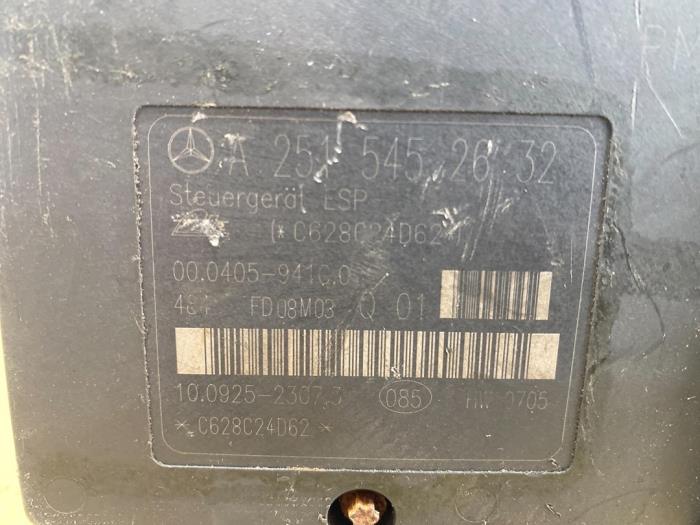 A 251 545 26 32
Steuergerät ESP
(*C628C24D62*)
00.0405-941C.0
484 FD08M03 Q 01
10.0925-2307.3 085 HW 0705
*C628C24D62*